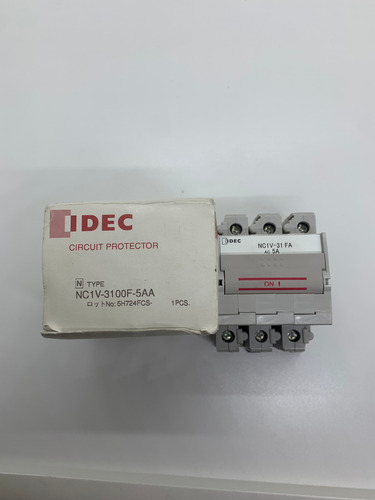 IDEC
CIRCUIT PROTECTOR
N TYPE
NC1V-3100F-5AA
ロットNo: 5H724FCS- 1PCS.
IDEC NC1V-31 FA
AC 5A
ON I